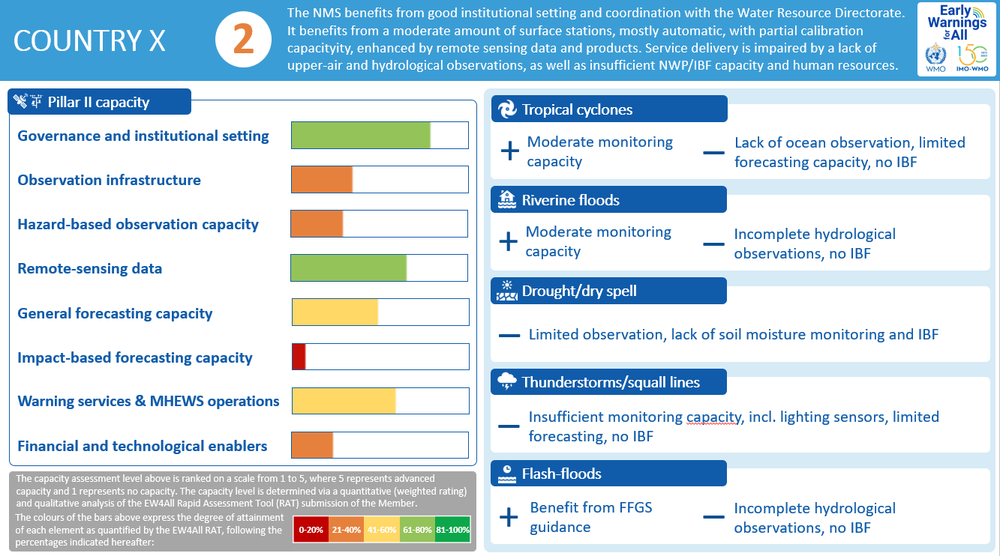 COUNTRY X
2
The NMS benefits from good institutional setting and coordination with the Water Resource Directorate.
It benefits from a moderate amount of surface stations, mostly automatic, with partial calibration
capacityity, enhanced by remote sensing data and products. Service delivery is impaired by a lack of
upper-air and hydrological observations, as well as insufficient NWP/IBF capacity and human resources.
Early
Warnings
for
All
WMO
IMO-WMO
Pillar II capacity
Governance and institutional setting
Observation infrastructure
Hazard-based observation capacity
Remote-sensing data
General forecasting capacity
Impact-based forecasting capacity
Warning services & MHEWS operations
Financial and technological enablers
The capacity assessment level above is ranked on a scale from 1 to 5, where 5 represents advanced
capacity and 1 represents no capacity. The capacity level is determined via a quantitative (weighted rating)
and qualitative analysis of the EW4All Rapid Assessment Tool (RAT) submission of the Member.
The colours of the bars above express the degree of attainment
of each element as quantified by the EW4All RAT, following the
percentages indicated hereafter:
0-20% 21-40% 41-60% 61-80% 81-100%
Tropical cyclones
+ Moderate monitoring
capacity
— Lack of ocean observation, limited
forecasting capacity, no IBF
Riverine floods
+ Moderate monitoring
capacity
— Incomplete hydrological
observations, no IBF
Drought/dry spell
— Limited observation, lack of soil moisture monitoring and IBF
Thunderstorms/squall lines
— Insufficient monitoring capacity, incl. lighting sensors, limited
forecasting, no IBF
Flash-floods
+ Benefit from FFGS
guidance
— Incomplete hydrological
observations, no IBF